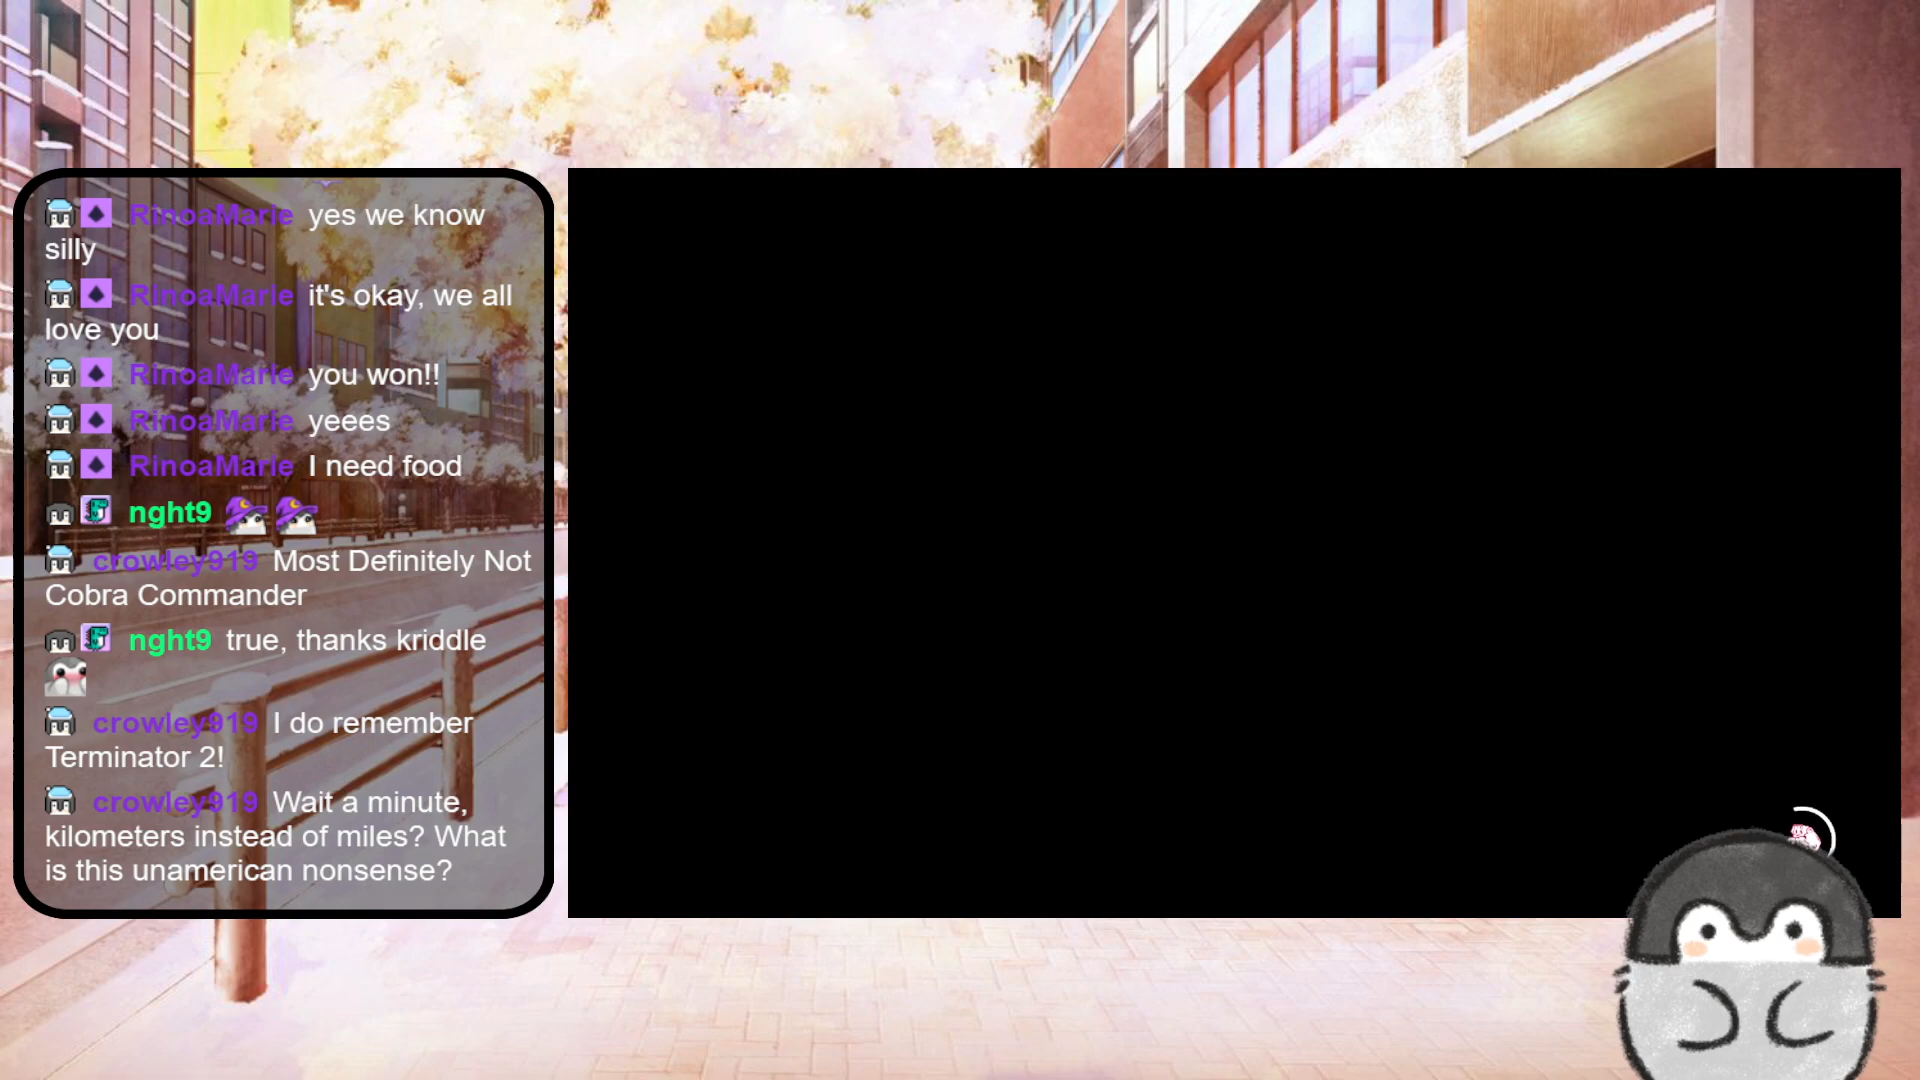 RinoaMarie yes we know
silly
RinoaMarie it's okay, we all
love you
RinoaMarie you won!!
RinoaMarie yeees
RinoaMarie I need food
nght9
crowley919 Most Definitely Not
Cobra Commander
nght9 true, thanks kriddle
crowley919 I do remember
Terminator 2!
crowley919 Wait a minute,
kilometers instead of miles? What
is this unamerican nonsense?